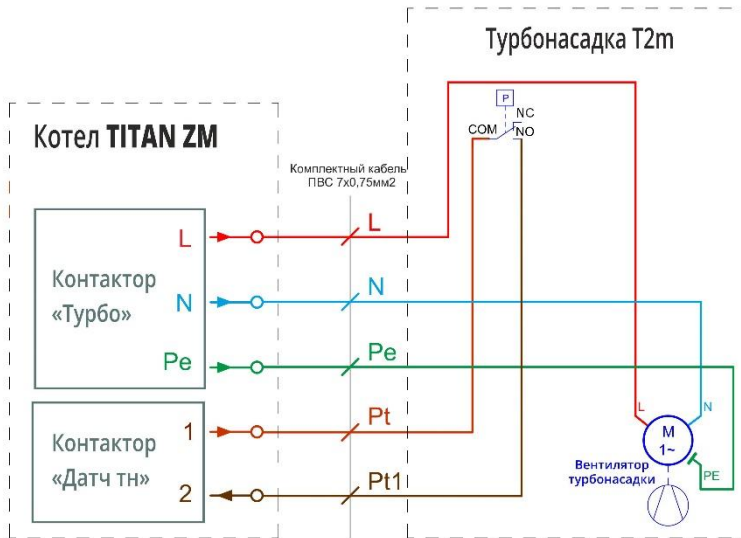 Турбонасадка T2m
Котел TITAN ZM
P
NC
COM
NO
Комплектный кабель
ПВС 7x0,75мм2
L
L
Контактор
«Турбо»
N
N
Pe
Pe
1
Pt
Контактор
«Датч тн»
2
Pt1
L
N
M
1~
Вентилятор
турбонасадки
PE